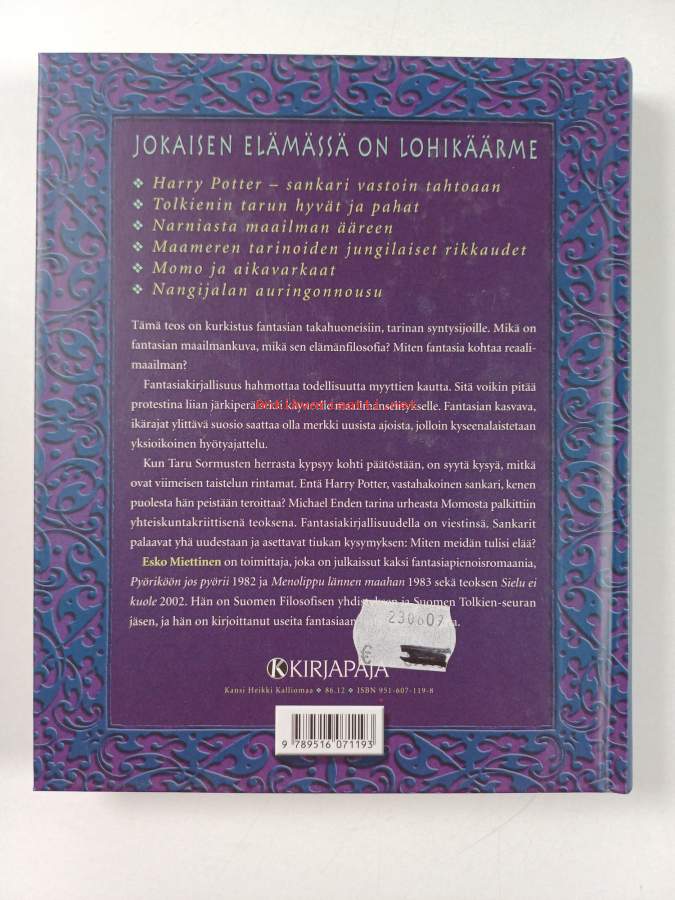 JOKAISEN ELÄMÄSSÄ ON LOHIKÄÄRME
❖ Harry Potter – sankari vastoin tahtoaan
❖ Tolkienin tarun hyvät ja pahat
❖ Narniasta maailman ääreen
❖ Maameren tarinoiden jungilaiset rikkaudet
❖ Momo ja aikavarkaat
❖ Nangijalan auringonnousu
Tämä teos on kurkistus fantasian takahuoneisiin, tarinan syntysijoille. Mikä on
fantasian maailmankuva, mikä sen elämänfilosofia? Miten fantasia kohtaa reaali-
maailman?
Fantasiakirjallisuus hahmottaa todellisuutta myyttien kautta. Sitä voikin pitää
protestina liian järkiperäiseksi maailmanselitykselle. Fantasian kasvava,
ikärajat ylittävä suosio saattaa olla merkki uusista ajoista, jolloin kyseenalaistetaan
yksioikoinen hyötyajattelu.
Kun Taru Sormusten herrasta kypsyy kohti päätöstään, on syytä kysyä, mitkä
ovat viimeisen taistelun rintamat. Entä Harry Potter, vastahakoinen sankari, kenen
puolesta hän peistään teroittaa? Michael Enden tarina urheasta Momosta palkittiin
yhteiskuntakriittisenä teoksena. Fantasiakirjallisuudella on viestinsä. Sankarit
palaavat yhä uudestaan ja asettavat tiukan kysymyksen: Miten meidän tulisi elää?
Esko Miettinen on toimittaja, joka on julkaissut kaksi fantasiapienoisromaania,
Pyöriköön jos pyörii 1982 ja Menolippu lännen maahan 1983 sekä teoksen Sielu ei
kuole 2002. Hän on Suomen Filosofisen ja Suomen Tolkien-seuran
jäsen, ja hän on kirjoittanut useita fantasiaan
230609
€
KIRJAPAJA
Kansi Heikki Kalliomaa ❖ 86.12 ❖ ISBN 951-607-119-8
9 789516 071193